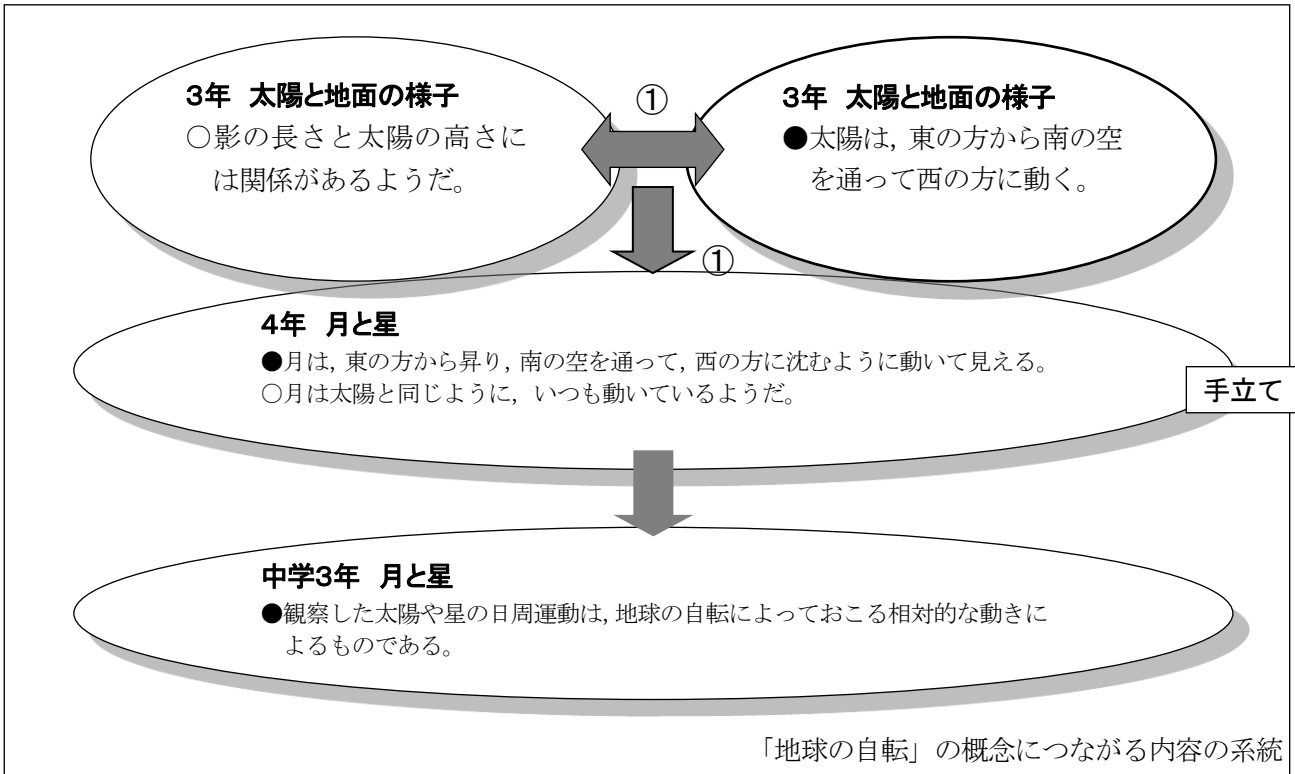 3年 太陽と地面の様子
○影の長さと太陽の高さに
は関係があるようだ。
①
3年 太陽と地面の様子
●太陽は，東の方から南の空
を通って西の方に動く。
①
4年 月と星
●月は，東の方から昇り，南の空を通って，西の方に沈むように動いて見える。
○月は太陽と同じように，いつも動いているようだ。
手立て
中学3年 月と星
●観察した太陽や星の日周運動は，地球の自転によっておこる相対的な動きに
よるものである。
「地球の自転」の概念につながる内容の系統